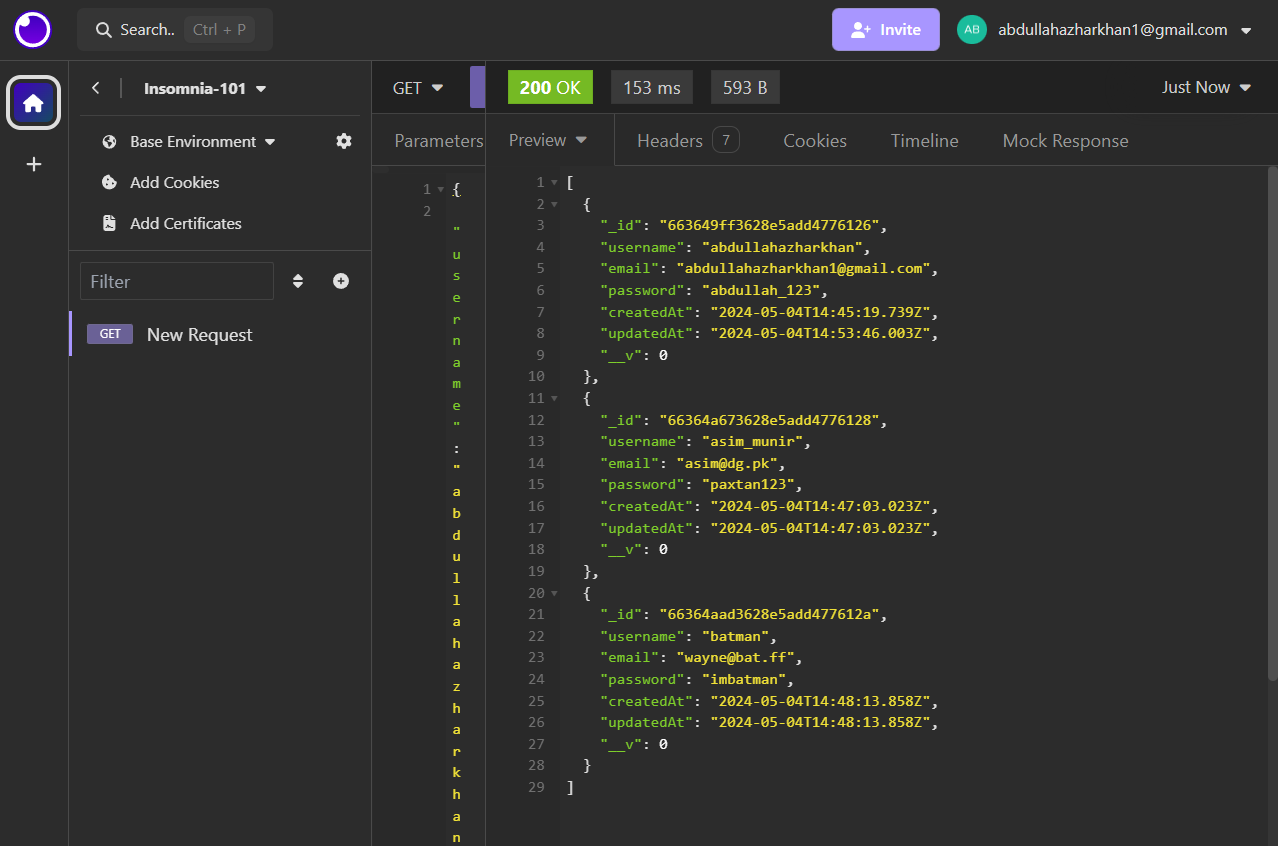 Search.. Ctrl + P
Invite
AB abdullahazharkhan1@gmail.com
Insomnia-101
Base Environment
Add Cookies
Add Certificates
Filter
GET New Request
GET
Parameters
1 {
2
"username":"abdullahazharkhan
200 OK 153 ms 593 B Just Now
Preview Headers 7 Cookies Timeline Mock Response
1 [
2 {
3 "_id": "663649ff3628e5add4776126",
4 "username": "abdullahazharkhan",
5 "email": "abdullahazharkhan1@gmail.com",
6 "password": "abdullah_123",
7 "createdAt": "2024-05-04T14:45:19.739Z",
8 "updatedAt": "2024-05-04T14:53:46.003Z",
9 "__v": 0
10 },
11 {
12 "_id": "66364a673628e5add4776128",
13 "username": "asim_munir",
14 "email": "asim@dg.pk",
15 "password": "paxtan123",
16 "createdAt": "2024-05-04T14:47:03.023Z",
17 "updatedAt": "2024-05-04T14:47:03.023Z",
18 "__v": 0
19 },
20 {
21 "_id": "66364aad3628e5add477612a",
22 "username": "batman",
23 "email": "wayne@bat.ff",
24 "password": "imbatman",
25 "createdAt": "2024-05-04T14:48:13.858Z",
26 "updatedAt": "2024-05-04T14:48:13.858Z",
27 "__v": 0
28 }
29 ]